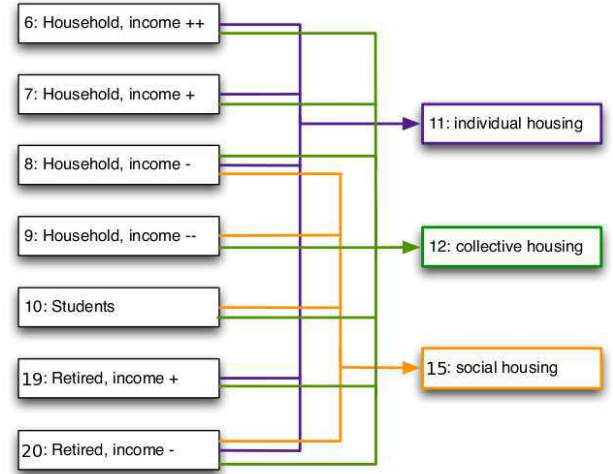 6: Household, income ++
7: Household, income +
8: Household, income -
9: Household, income --
10: Students
19: Retired, income +
20: Retired, income -
11: individual housing
12: collective housing
15: social housing